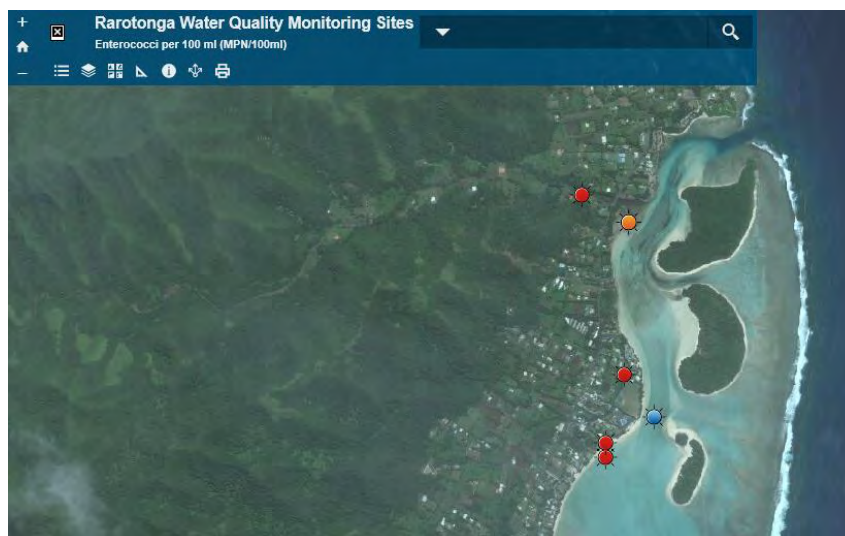 Rarotonga Water Quality Monitoring Sites
Enterococci per 100 ml (MPN/100ml)